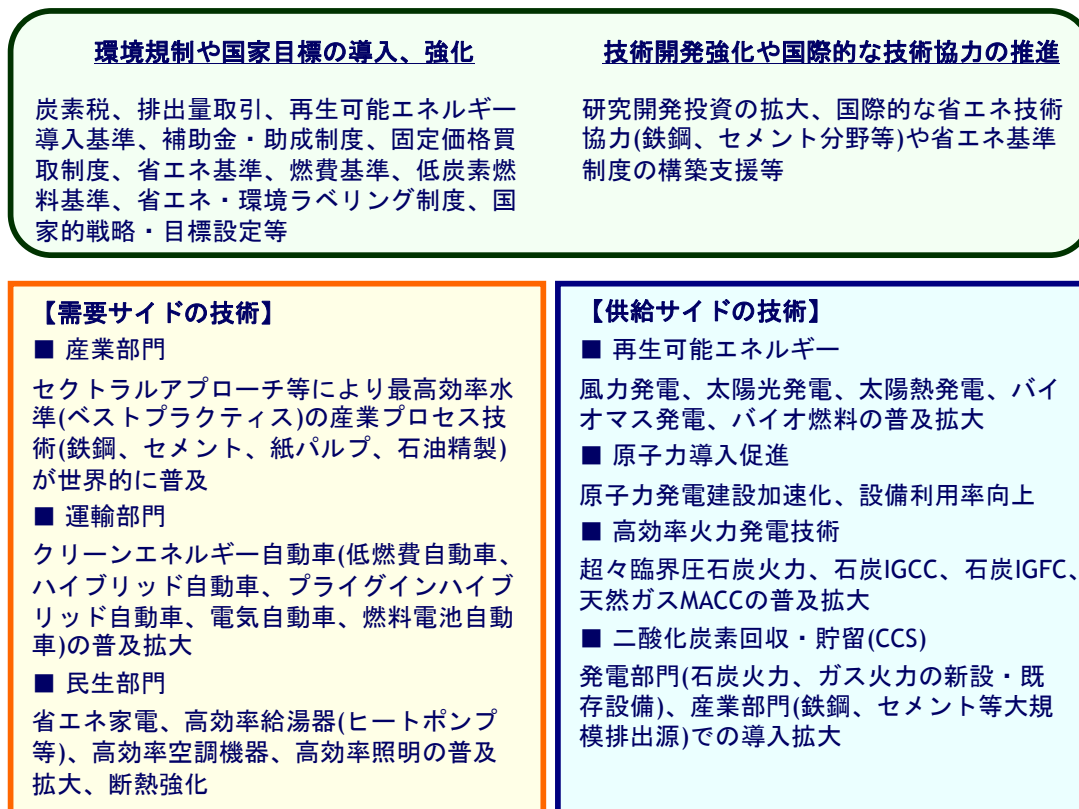 環境規制や国家目標の導入、強化
炭素税、排出量取引、再生可能エネルギー
導入基準、補助金・助成制度、固定価格買
取制度、省エネ基準、燃費基準、低炭素燃
料基準、省エネ・環境ラベリング制度、国
家的戦略・目標設定等
技術開発強化や国際的な技術協力の推進
研究開発投資の拡大、国際的な省エネ技術
協力(鉄鋼、セメント分野等)や省エネ基準
制度の構築支援等
【需要サイドの技術】
■ 産業部門
セクトラルアプローチ等により最高効率水
準(ベストプラクティス)の産業プロセス技
術(鉄鋼、セメント、紙パルプ、石油精製)
が世界的に普及
■ 運輸部門
クリーンエネルギー自動車(低燃費自動車、
ハイブリッド自動車、プライグインハイブ
リッド自動車、電気自動車、燃料電池自動
車)の普及拡大
■ 民生部門
省エネ家電、高効率給湯器(ヒートポンプ
等)、高効率空調機器、高効率照明の普及
拡大、断熱強化
【供給サイドの技術】
■ 再生可能エネルギー
風力発電、太陽光発電、太陽熱発電、バイ
オマス発電、バイオ燃料の普及拡大
■ 原子力導入促進
原子力発電建設加速化、設備利用率向上
■ 高効率火力発電技術
超々臨界圧石炭火力、石炭IGCC、石炭IGFC、
天然ガスMACCの普及拡大
■ 二酸化炭素回収・貯留(CCS)
発電部門(石炭火力、ガス火力の新設・既
存設備)、産業部門(鉄鋼、セメント等大規
模排出源)での導入拡大